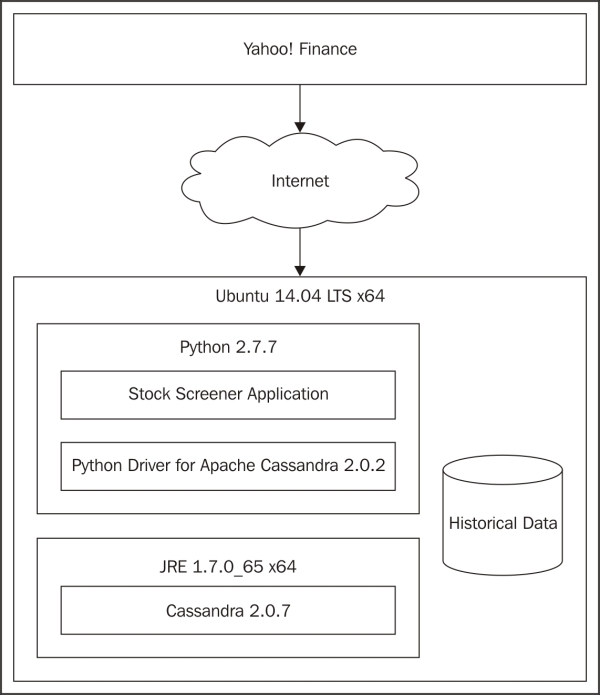 Yahoo! Finance
Internet
Ubuntu 14.04 LTS x64
Python 2.7.7
Stock Screener Application
Python Driver for Apache Cassandra 2.0.2
Historical Data
JRE 1.7.0_65 x64
Cassandra 2.0.7